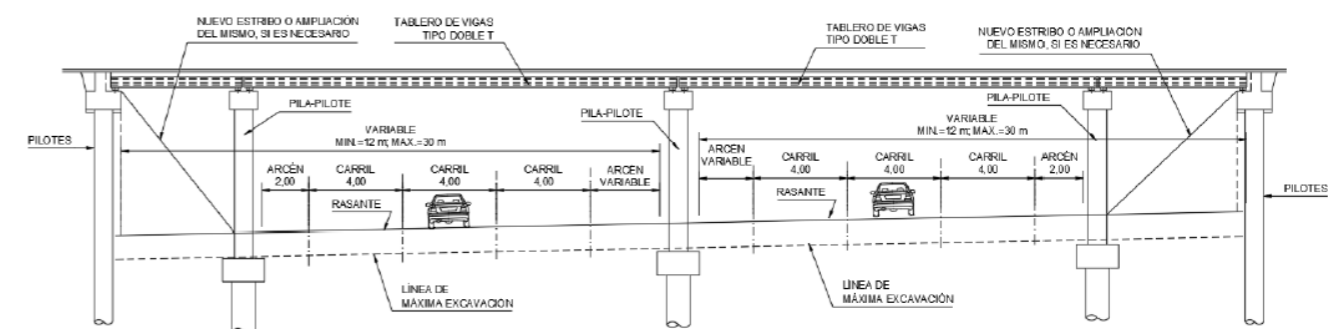 NUEVO ESTRIBO O AMPLIACIÓN
DEL MISMO, SI ES NECESARIO
TABLERO DE VIGAS
TIPO DOBLE T
TABLERO DE VIGAS
TIPO DOBLE T
NUEVO ESTRIBO O AMPLIACIÓN
DEL MISMO, SI ES NECESARIO
PILA-PILOTE
PILA-PILOTE
PILA-PILOTE
PILOTES
VARIABLE
MIN.=12 m; MAX.=30 m
VARIABLE
MIN.=12 m; MAX.=30 m
ARCÉN
2,00
CARRIL
4,00
CARRIL
4,00
CARRIL
4,00
ARCÉN
VARIABLE
ARCEN
VARIABLE
CARRIL
4,00
CARRIL
4,00
CARRIL
4,00
ARCÉN
2,00
RASANTE
RASANTE
PILOTES
LÍNEA DE
MÁXIMA EXCAVACIÓN
LINEA DE
MÁXIMA EXCAVACIÓN